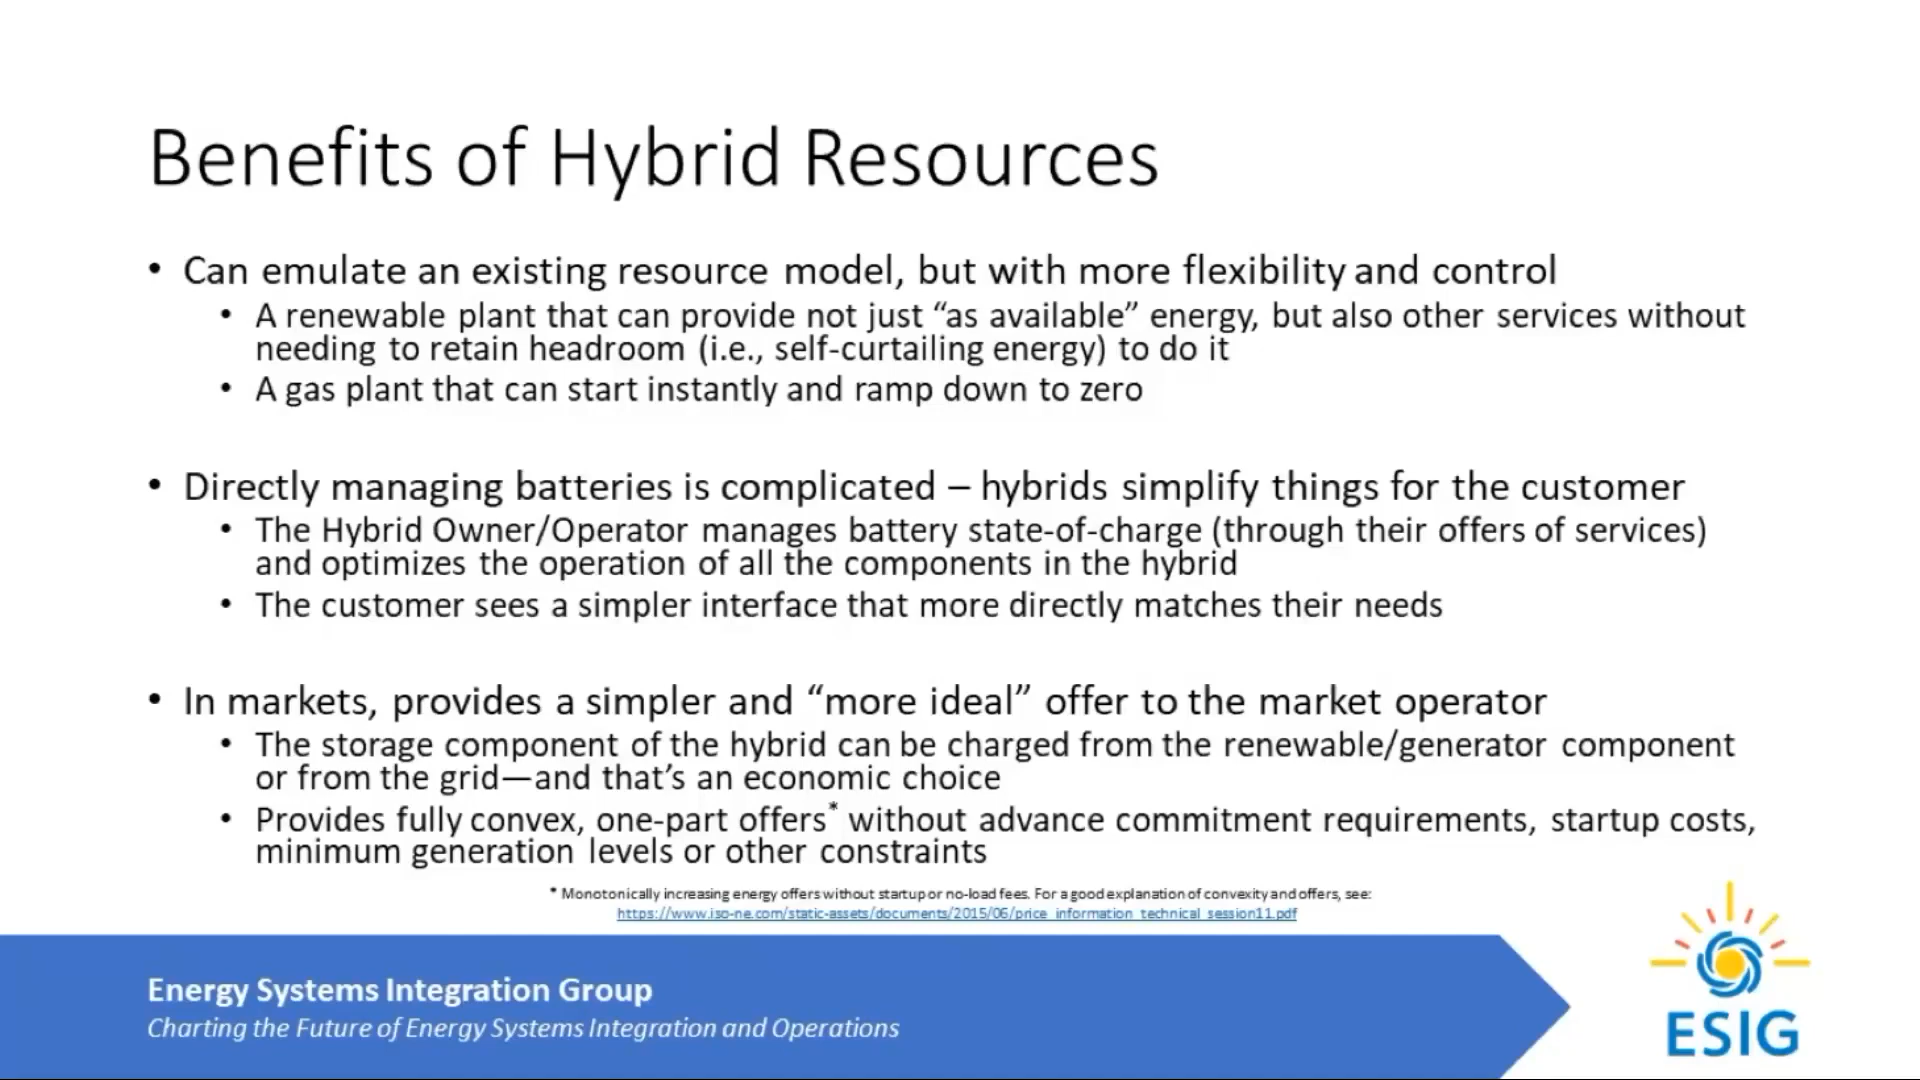 Benefits of Hybrid Resources
• Can emulate an existing resource model, but with more flexibility and control
• A renewable plant that can provide not just “as available” energy, but also other services without
needing to retain headroom (i.e., self-curtailing energy) to do it
• A gas plant that can start instantly and ramp down to zero
• Directly managing batteries is complicated – hybrids simplify things for the customer
• The Hybrid Owner/Operator manages battery state-of-charge (through their offers of services)
and optimizes the operation of all the components in the hybrid
• The customer sees a simpler interface that more directly matches their needs
• In markets, provides a simpler and “more ideal” offer to the market operator
• The storage component of the hybrid can be charged from the renewable/generator component
or from the grid—and that’s an economic choice
• Provides fully convex, one-part offers* without advance commitment requirements, startup costs,
minimum generation levels or other constraints
* Monotonically increasing energy offers without startup or no-load fees. For a good explanation of convexity and offers, see:
https://www.iso-ne.com/static-assets/documents/2015/06/price_information_technical_session11.pdf
Energy Systems Integration Group
Charting the Future of Energy Systems Integration and Operations
ESIG